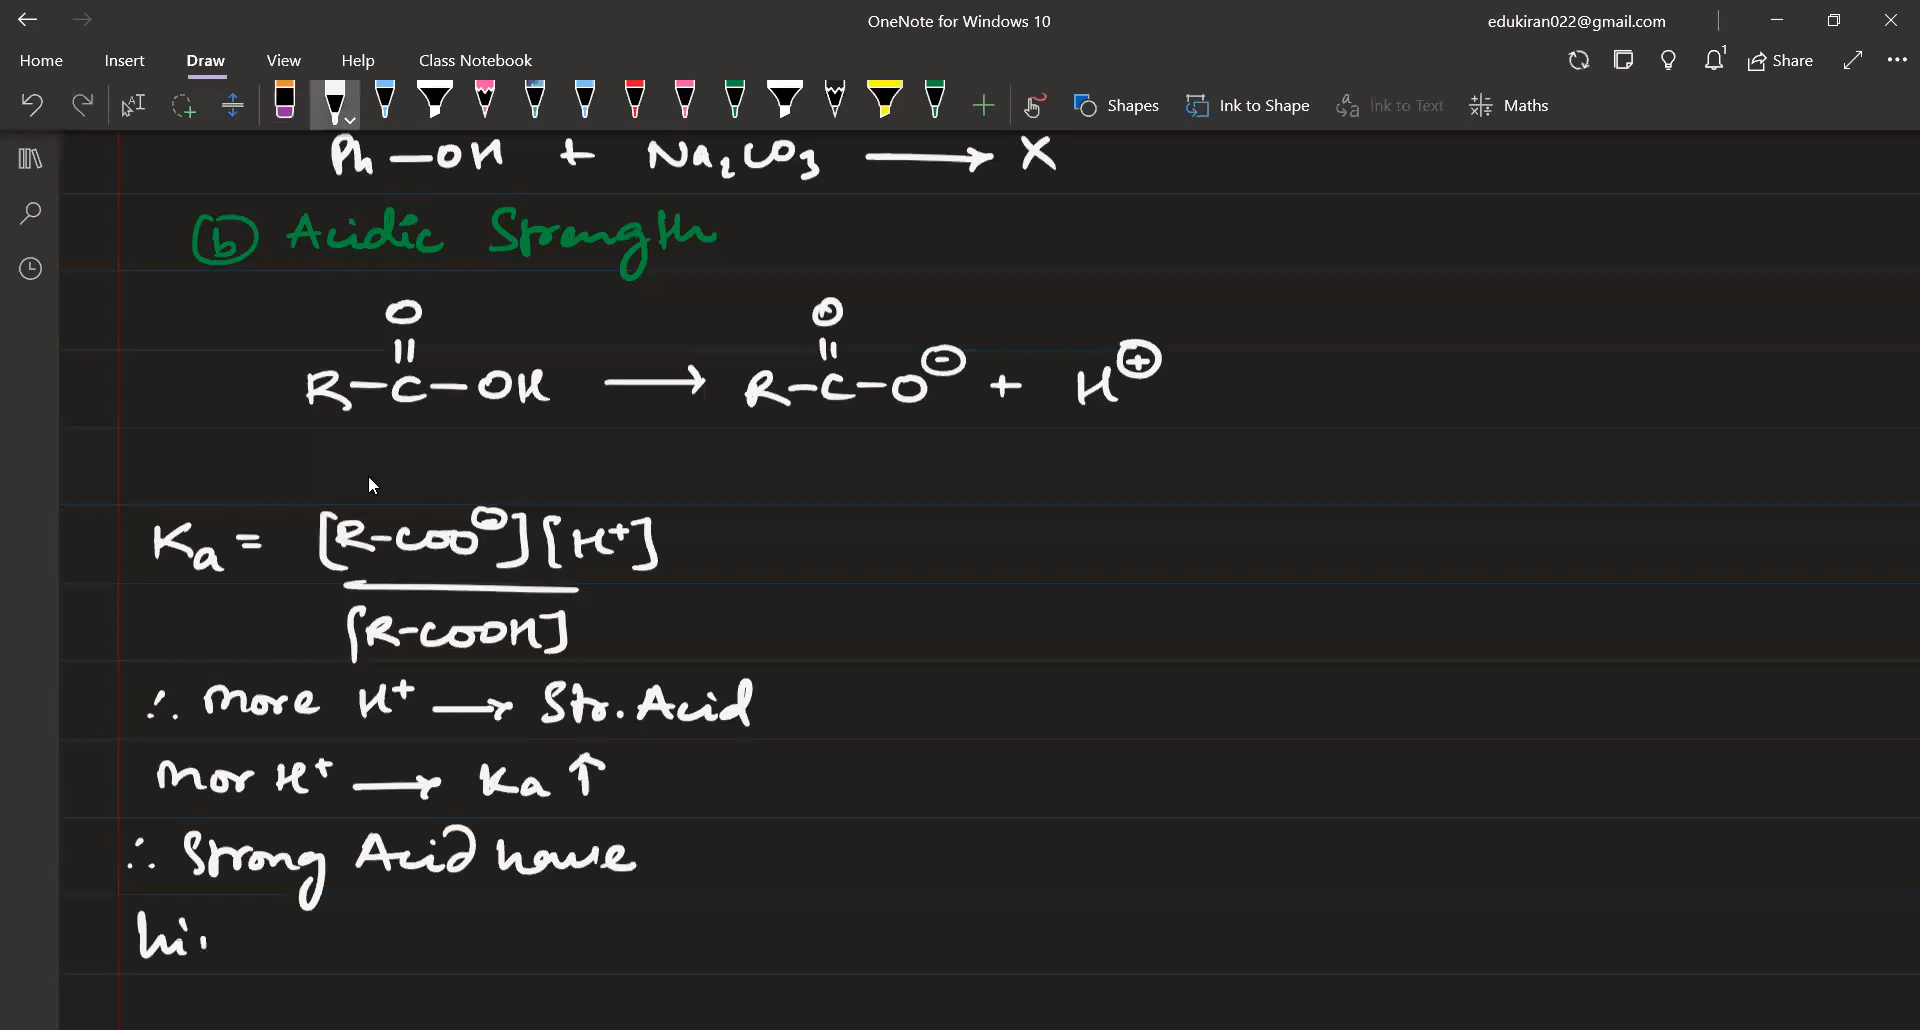 OneNote for Windows 10
edukiran022@gmail.com
Home Insert Draw View Help Class Notebook
1
Share
Shapes Ink to Shape Ink to Text Maths
Ph—OH + Na₂CO₃ ⟶ X
ⓑ Acidic Strength
O O
|| ||
R—C—OH ⟶ R—C—O⊖ + H⊕
Ka = [R-COO⊖][H⁺]
[R-COOH]
∴ more H⁺ ⟶ Str. Acid
mor H⁺ ⟶ Ka ↑
∴ Strong Acid have
hi